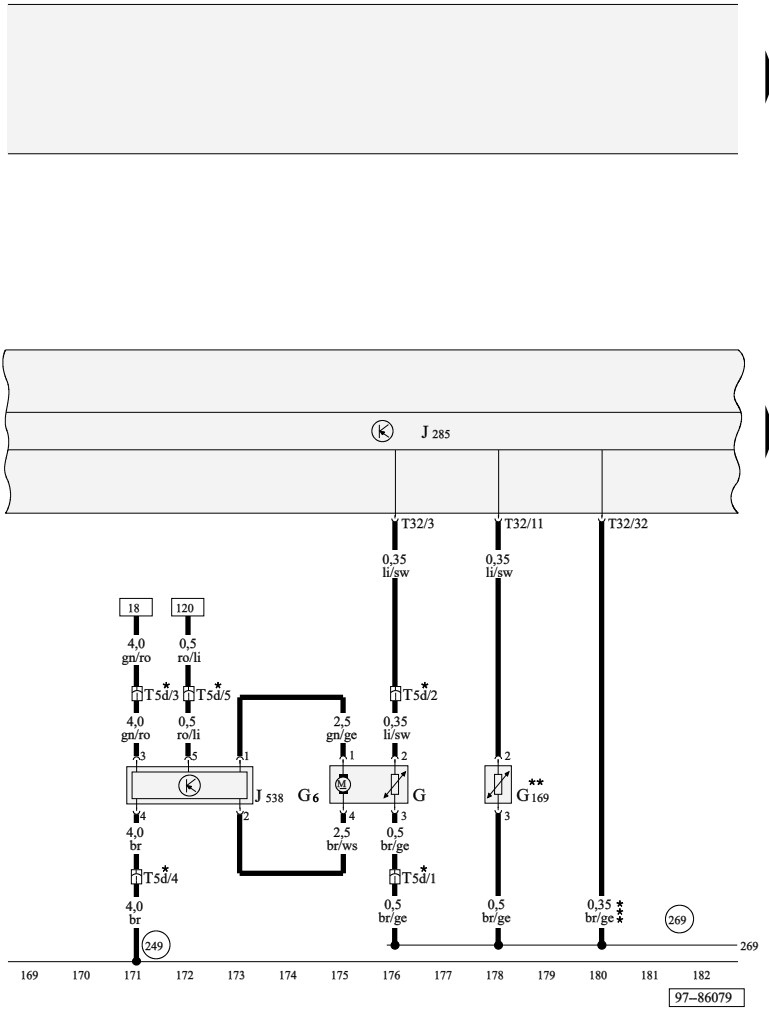 J 285
T32/3
T32/11
T32/32
0,35
li/sw
0,35
li/sw
18
120
4,0
gn/ro
0,5
ro/li
T5d/3
*
T5d/5
*
T5d/2
*
4,0
gn/ro
0,5
ro/li
2,5
gn/ge
0,35
li/sw
3
5
1
1
2
2
J 538
G6
M
G
G169
**
4
2
4
3
3
4,0
br
2,5
br/ws
0,5
br/ge
T5d/4
*
T5d/1
*
4,0
br
0,5
br/ge
0,5
br/ge
0,35
br/ge
***
269
249
269
169 170 171 172 173 174 175 176 177 178 179 180 181 182
97--86079